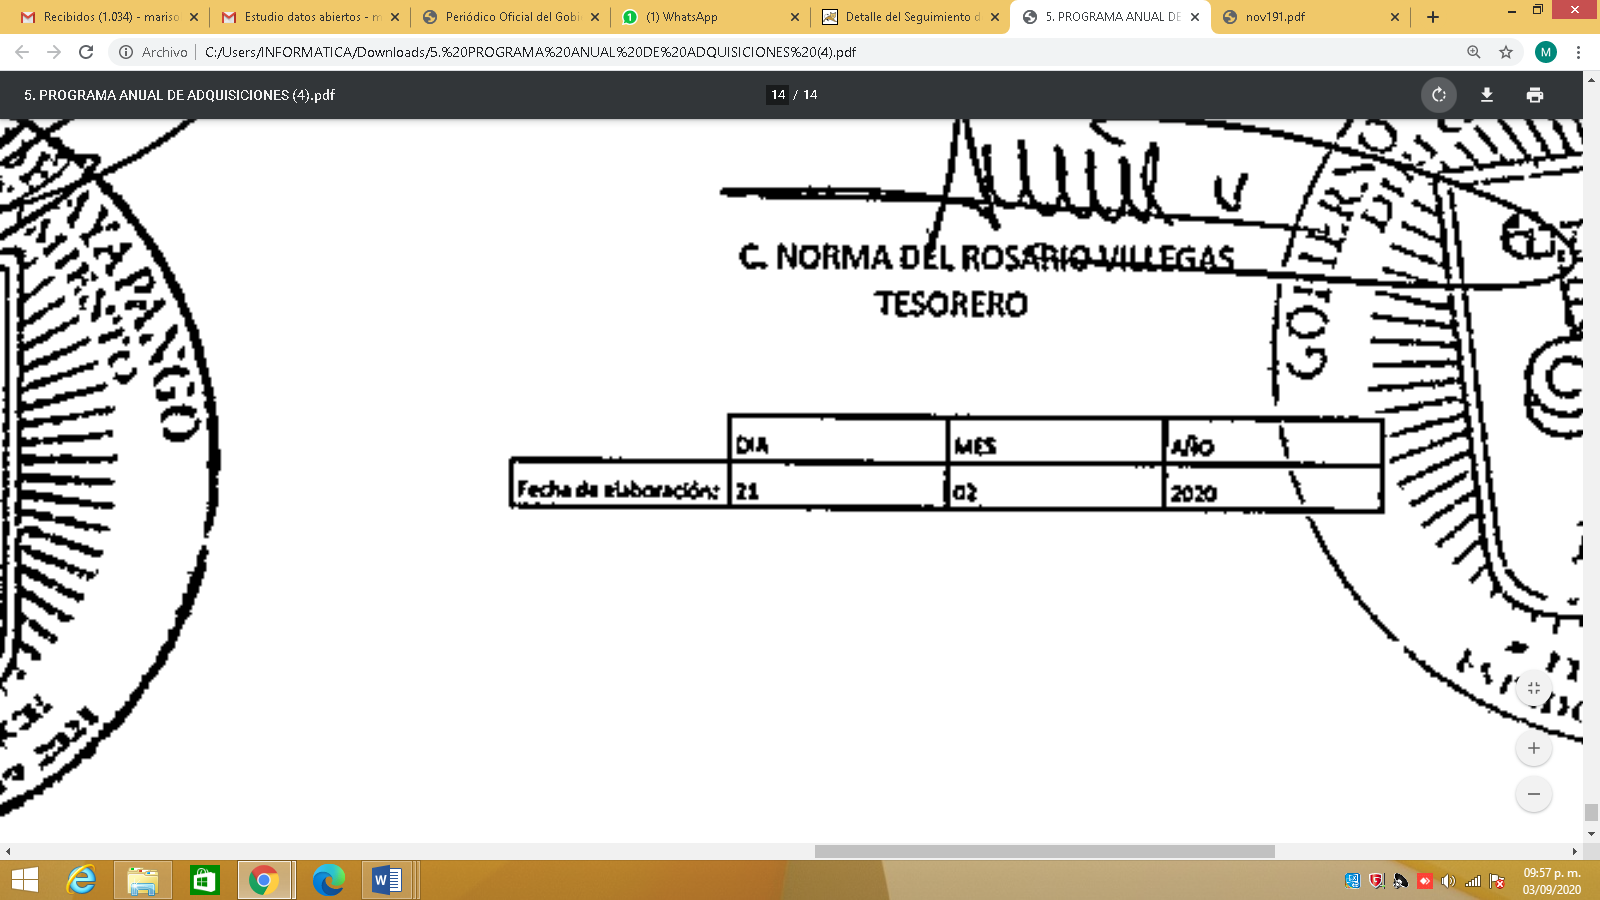 Recibidos (1.034) - mariso
Estudio datos abiertos - m
Periódico Oficial del Gobi
(1) WhatsApp
Detalle del Seguimiento d
5. PROGRAMA ANUAL DE
nov191.pdf
Archivo
C:/Users/INFORMATICA/Downloads/5.%20PROGRAMA%20ANUAL%20DE%20ADQUISICIONES%20(4).pdf
M
5. PROGRAMA ANUAL DE ADQUISICIONES (4).pdf
14 / 14
C. NORMA DEL ROSARIO VILLEGAS
TESORERO
DIA MES AÑO
Fecha de elaboración: 21 02 2020
AYAPANGO
09:57 p. m.
03/09/2020